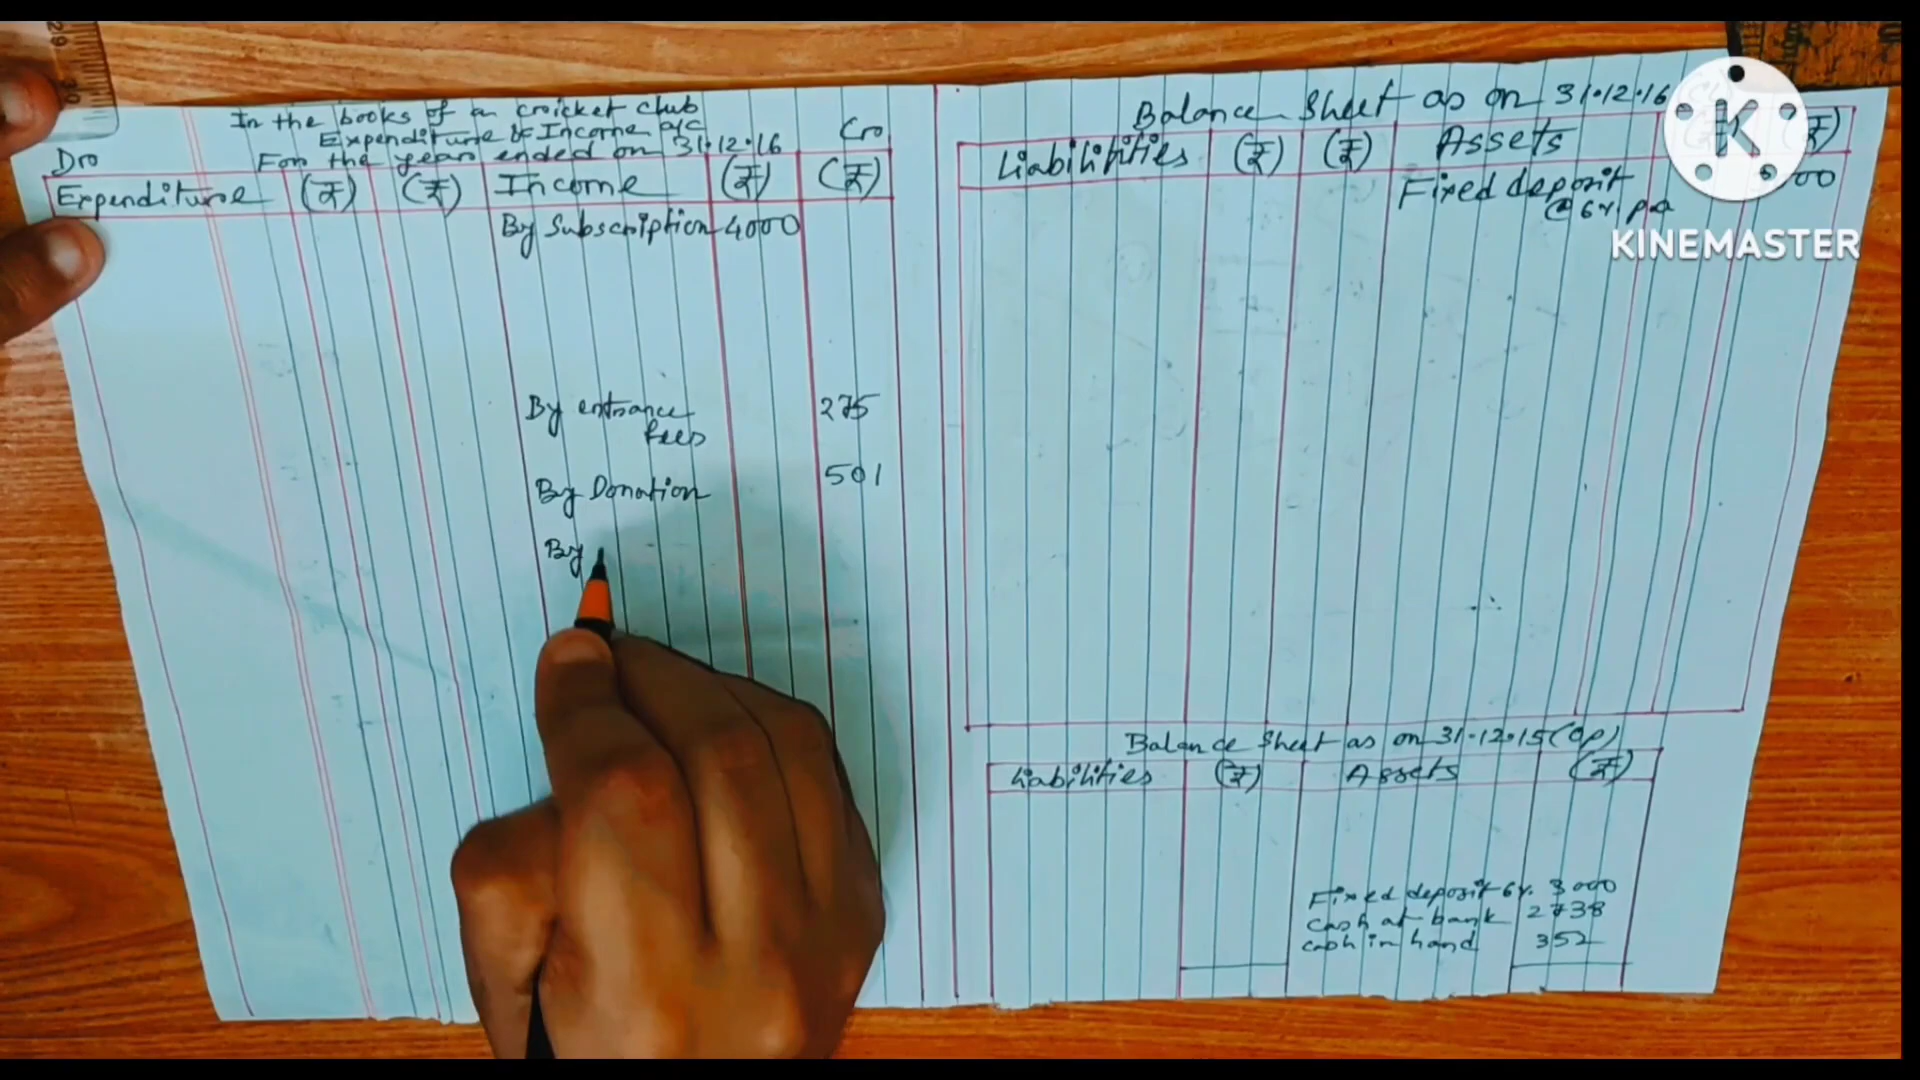 In the books of a cricket club
Expenditure & Income a/c
Dr For the year ended on 31.12.16 Cr
Expenditure (₹) (₹) Income (₹) (₹)
By Subscription 4000
By entrance 275
fees
By Donation 501
By
Balance Sheet as on 31.12.16
Liabilities (₹) (₹) Assets (₹)
Fixed deposit
@ 6% p.a
KINEMASTER
Balance Sheet as on 31.12.15 (op)
Liabilities (₹) Assets (₹)
Fixed deposit 6%. 3000
cash at bank 2738
cash in hand 352
29 30